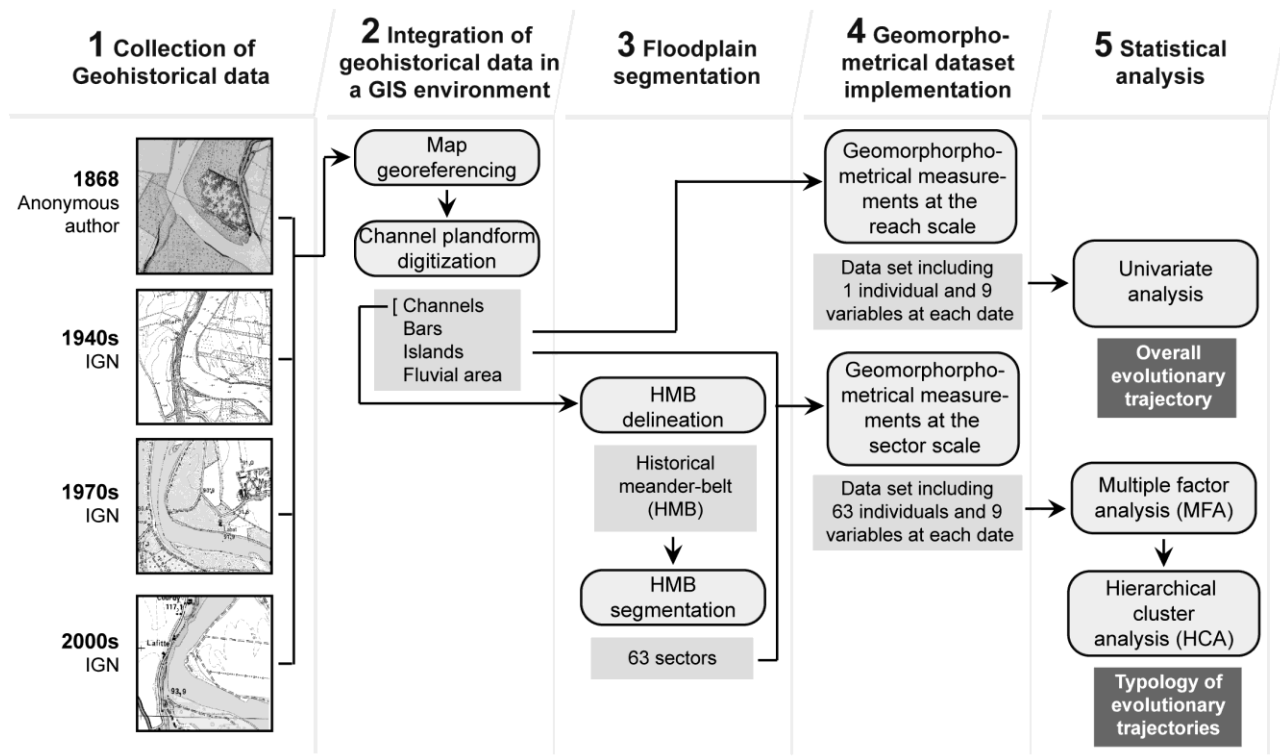 1 Collection of
Geohistorical data
2 Integration of
geohistorical data in
a GIS environment
3 Floodplain
segmentation
4 Geomorpho-
metrical dataset
implementation
5 Statistical
analysis
1868
Anonymous
author
1940s
IGN
1970s
IGN
2000s
IGN
Lafitte
117,1
93,9
Map
georeferencing
Channel plandform
digitization
[ Channels
Bars
Islands
Fluvial area
HMB
delineation
Historical
meander-belt
(HMB)
HMB
segmentation
63 sectors
Geomorphorpho-
metrical measure-
ments at the
reach scale
Data set including
1 individual and 9
variables at each date
Geomorphorpho-
metrical measure-
ments at the
sector scale
Data set including
63 individuals and 9
variables at each date
Univariate
analysis
Overall
evolutionary
trajectory
Multiple factor
analysis (MFA)
Hierarchical
cluster
analysis (HCA)
Typology of
evolutionary
trajectories